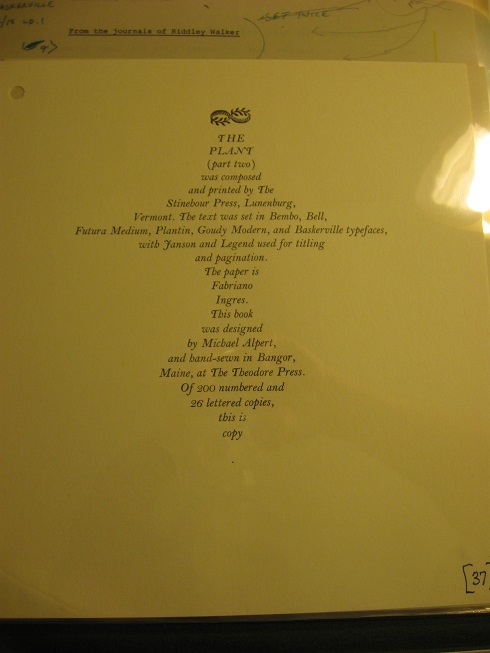 From the journals of Riddley Walker
SET TWICE
THE
PLANT
(part two)
was composed
and printed by The
Stinehour Press, Lunenburg,
Vermont. The text was set in Bembo, Bell,
Futura Medium, Plantin, Goudy Modern, and Baskerville typefaces,
with Janson and Legend used for titling
and pagination.
The paper is
Fabriano
Ingres.
This book
was designed
by Michael Alpert,
and hand-sewn in Bangor,
Maine, at The Theodore Press.
Of 200 numbered and
26 lettered copies,
this is
copy
[37]